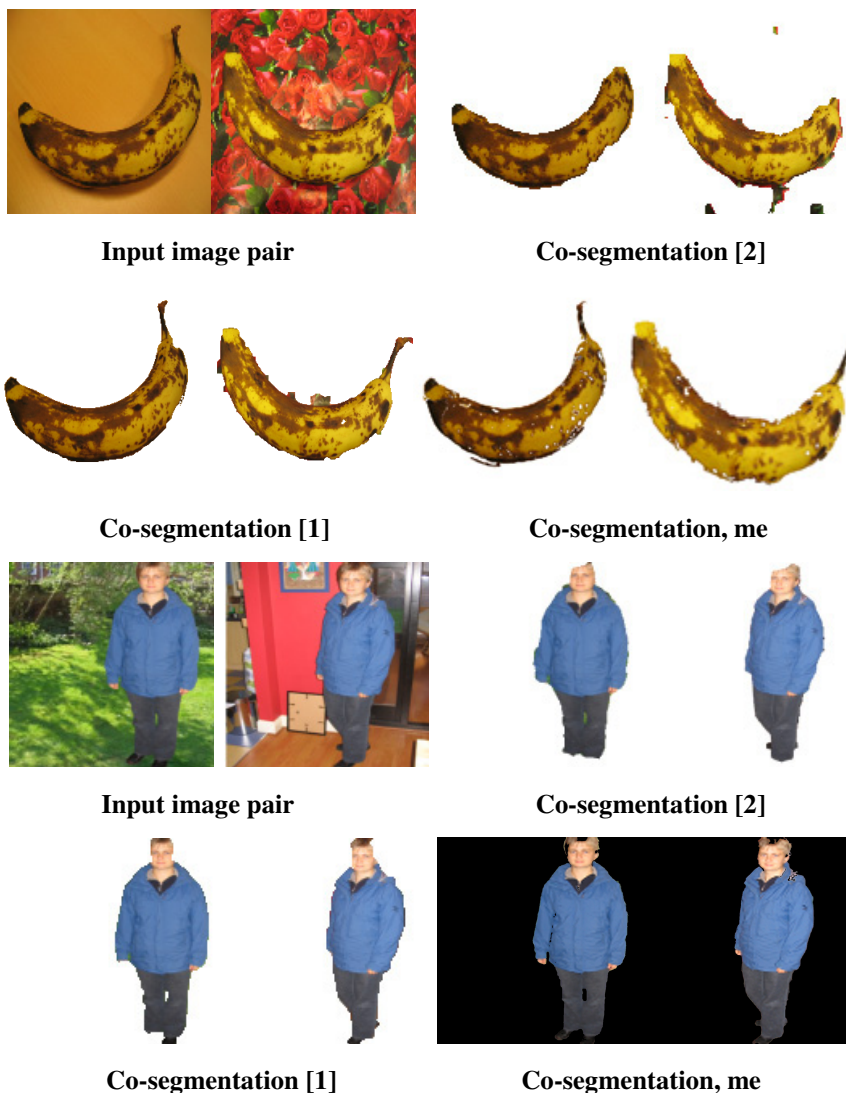 Input image pair
Co-segmentation [2]
Co-segmentation [1]
Co-segmentation, me
Input image pair
Co-segmentation [2]
Co-segmentation [1]
Co-segmentation, me